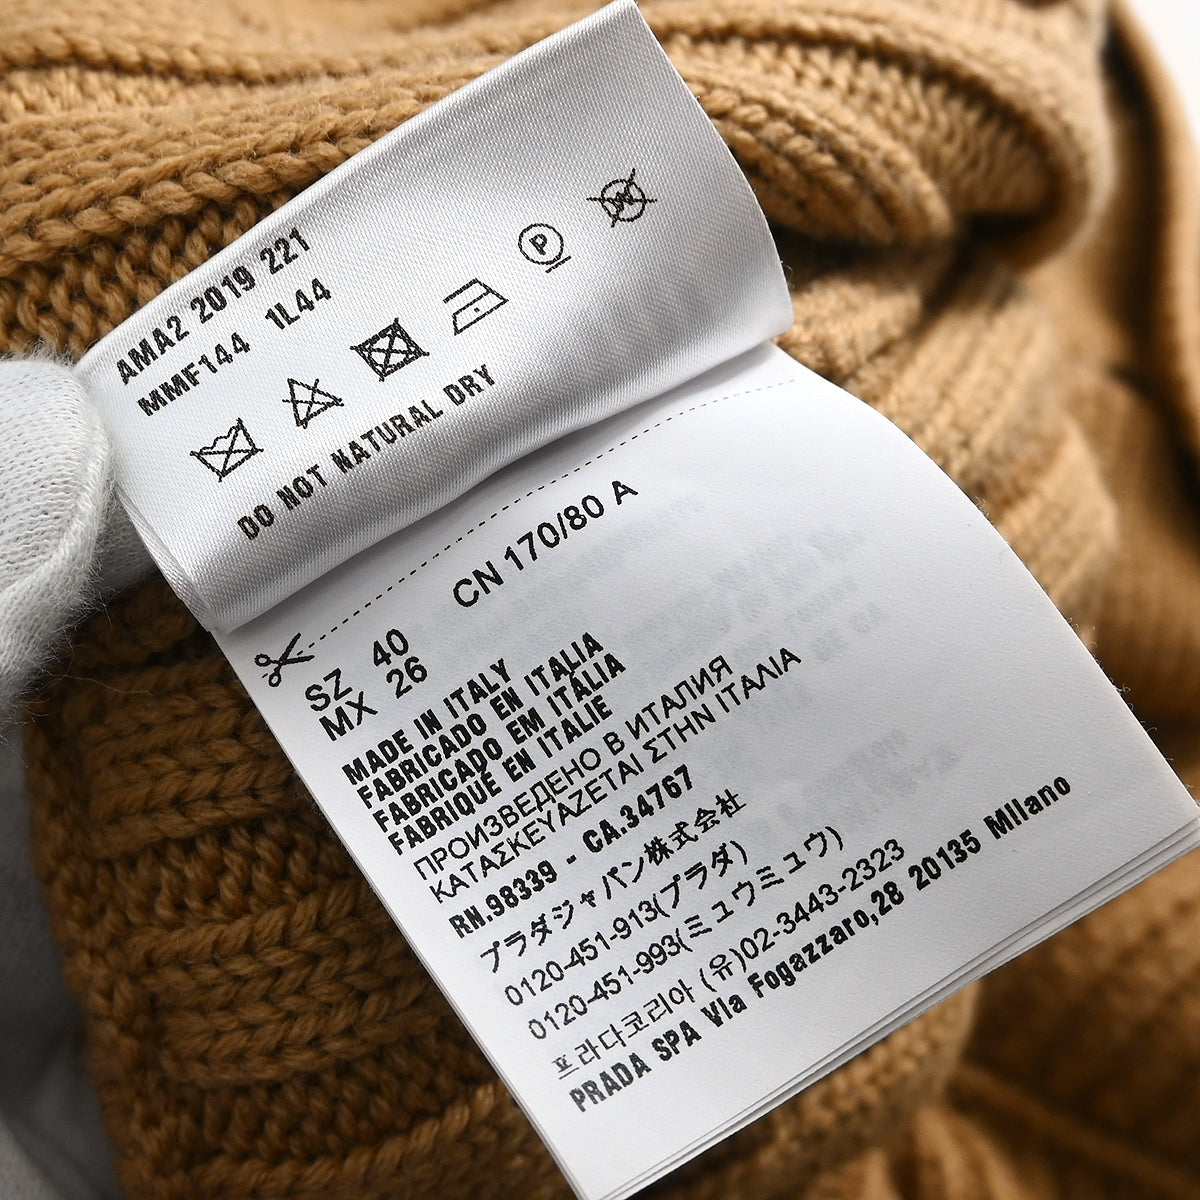 AMA2 2019 221
MMF144 1L44
P
W
DO NOT NATURAL DRY
CN 170/80 A
SZ 40
MX 26
MADE IN ITALY
FABRICADO EN ITALIA
FABRICADO EM ITÁLIA
FABRIQUÉ EN ITALIE
ПРОИЗВЕДЕНО В ИТАЛИЯ
ΚΑΤΑΣΚΕΥΑΖΕΤΑΙ ΣΤΗΝ ΙΤΑΛΙΑ
RN.98339 - CA.34767
プラダジャパン株式会社
0120-451-913(プラダ)
0120-451-993(ミュウミュウ)
프라다코리아 (유)02-3443-2323
PRADA SPA VIa Fogazzaro,28 20135 MIlano